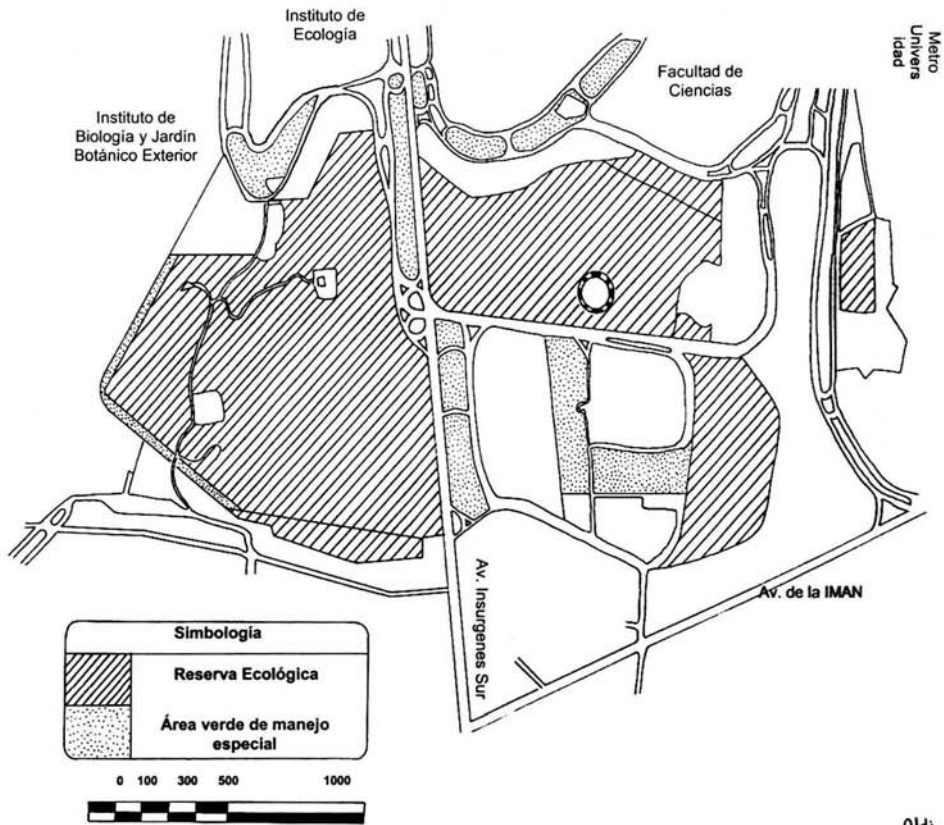 Instituto de
Ecología
Metro
Univers
idad
Facultad de
Ciencias
Instituto de
Biología y Jardín
Botánico Exterior
Av. Insurgenes Sur
Av. de la IMAN
Simbología
Reserva Ecológica
Área verde de manejo
especial
0 100 300 500 1000